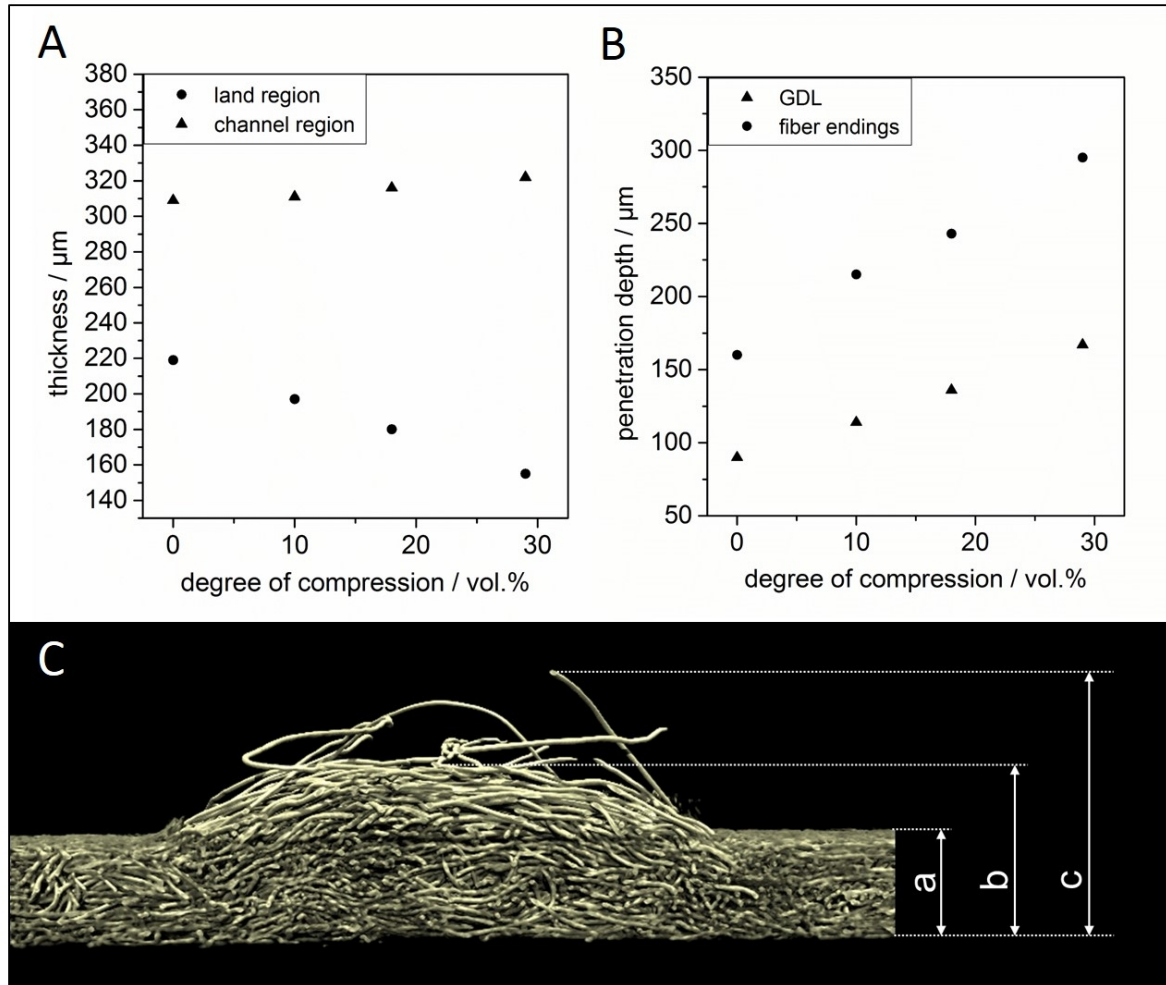 A
land region
channel region
380
360
340
320
300
280
260
240
220
200
180
160
140
thickness / µm
0
10
20
30
degree of compression / vol.%
B
GDL
fiber endings
350
300
250
200
150
100
50
penetration depth / µm
0
10
20
30
degree of compression / vol.%
C
a
b
c